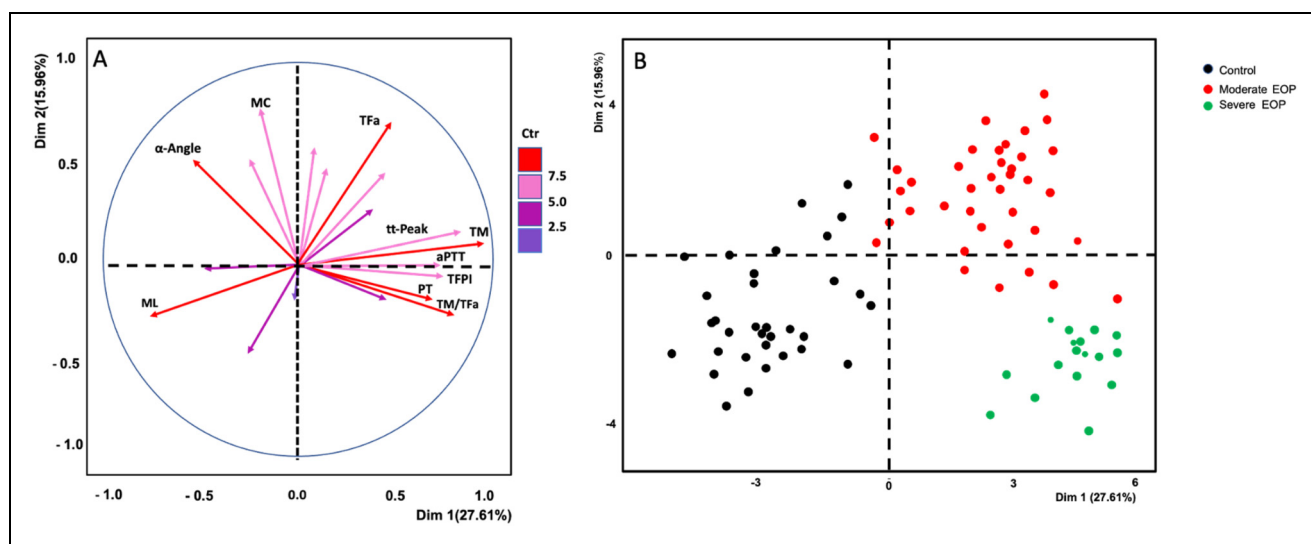 A
Dim 2(15.96%)
1.0
0.5
0.0
- 0.5
- 1.0
MC
TFa
α-Angle
tt-Peak
TM
aPTT
TFPI
PT
TM/TFa
ML
- 1.0
- 0.5
0.0
0.5
1.0
Dim 1(27.61%)
Ctr
7.5
5.0
2.5
B
Dim 2 (15.96%)
4
0
-4
-3
0
3
6
Dim 1 (27.61%)
Control
Moderate EOP
Severe EOP